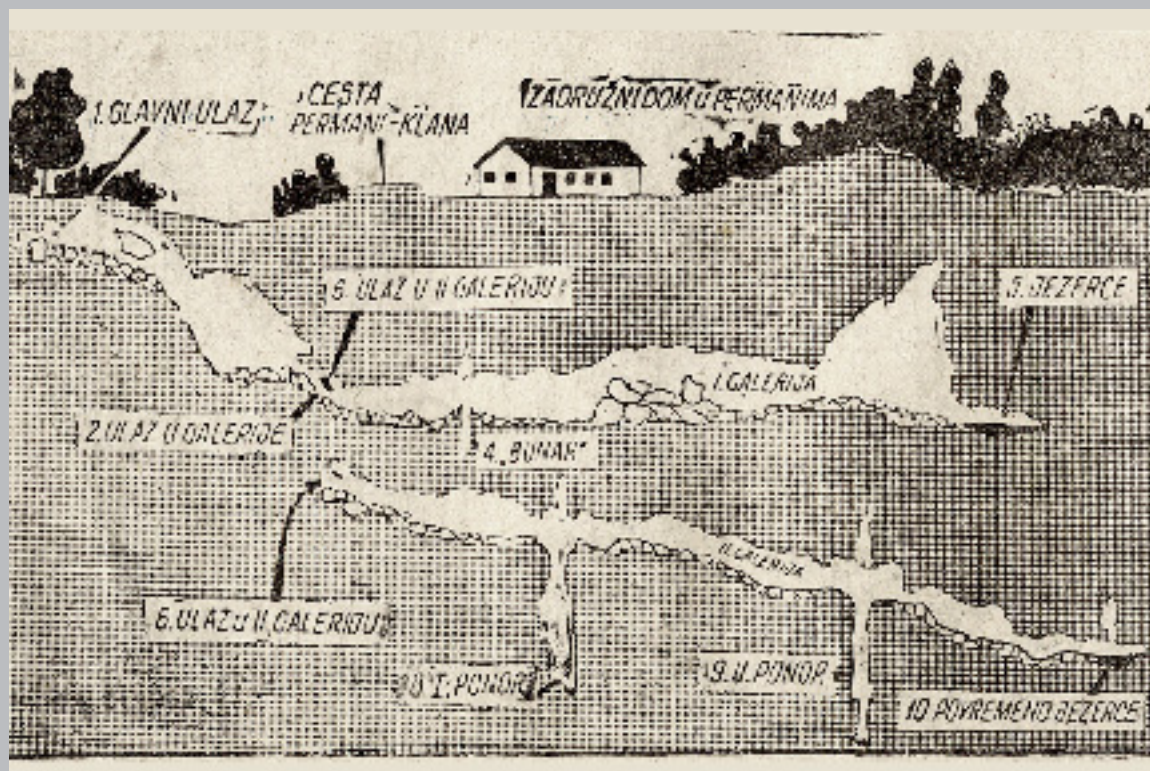 1. GLAVNI ULAZ
CESTA
PERMANI-KLANA
ZADRUŽNI DOM U PERMANIMA
6. ULAZ U II GALERIJU
5. JEZERCE
I. GALERIJA
2. ULAZ U GALERIJE
4. „BUNAR"
II. GALERIJA
6. ULAZ U II. GALERIJU
I. PONOR
9. II. PONOR
10 POVREMENO JEZERCE